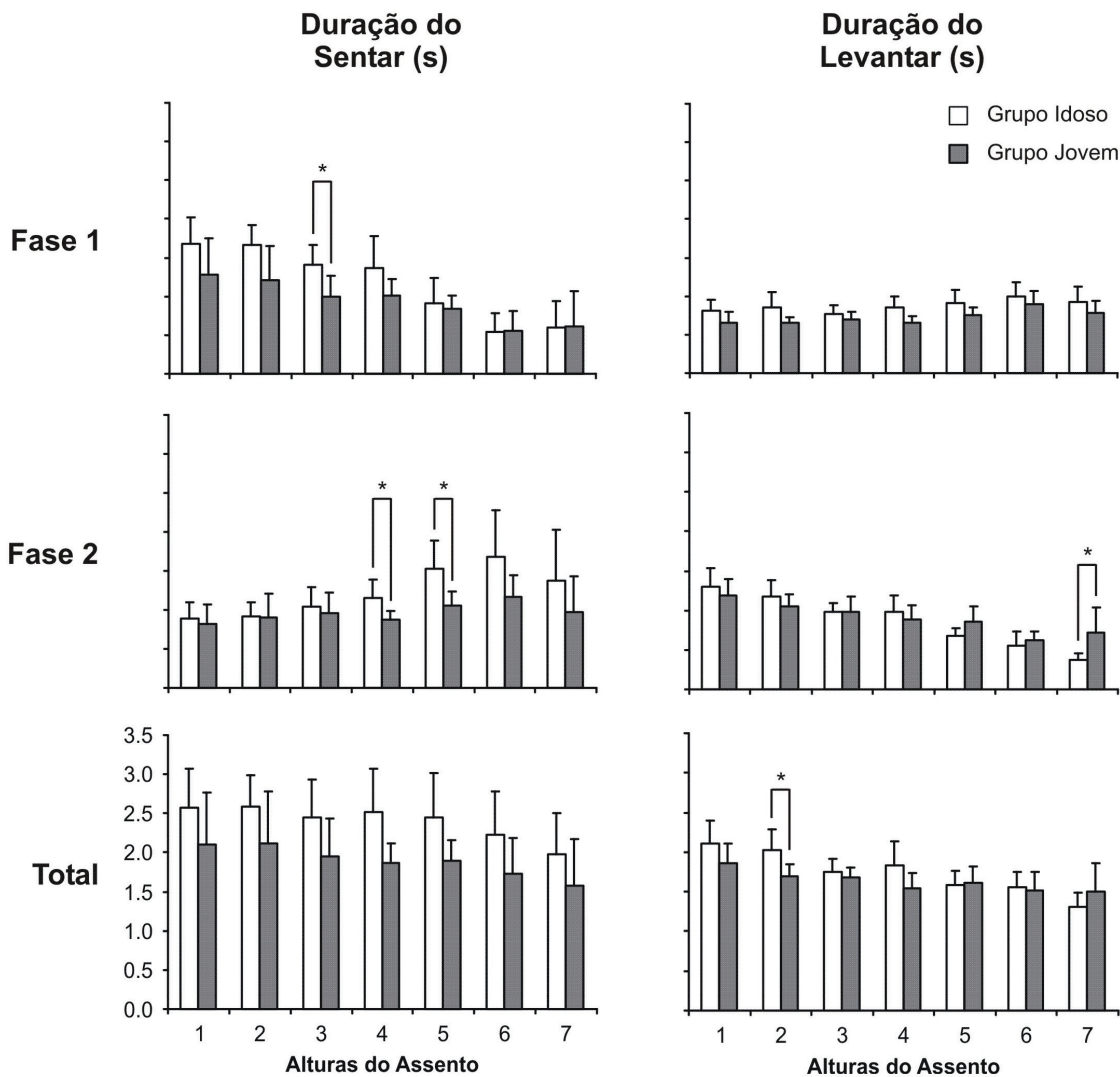 Duração do
Sentar (s)
Duração do
Levantar (s)
Grupo Idoso
Grupo Jovem
Fase 1
*
Fase 2
* *
*
Total
3.5
3.0
2.5
2.0
1.5
1.0
0.5
0.0
*
1 2 3 4 5 6 7
Alturas do Assento
1 2 3 4 5 6 7
Alturas do Assento